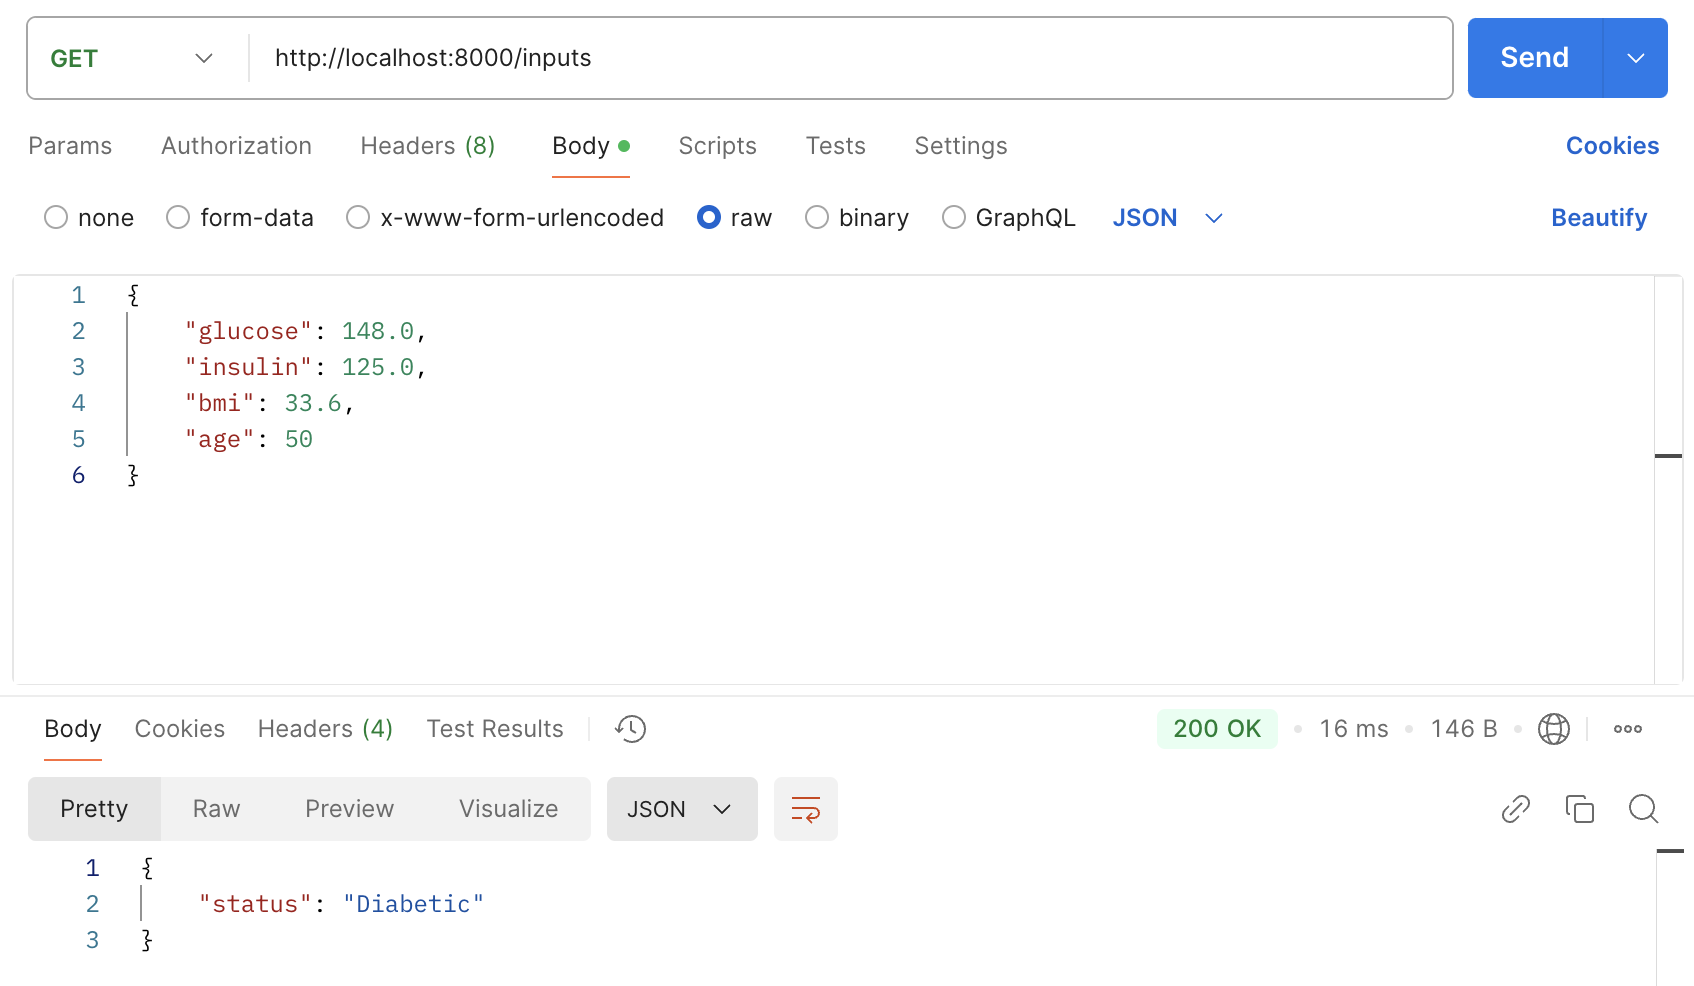 GET http://localhost:8000/inputs Send
Params Authorization Headers (8) Body Scripts Tests Settings Cookies
none form-data x-www-form-urlencoded raw binary GraphQL JSON Beautify
1 {
2 "glucose": 148.0,
3 "insulin": 125.0,
4 "bmi": 33.6,
5 "age": 50
6 }
Body Cookies Headers (4) Test Results 200 OK 16 ms 146 B
Pretty Raw Preview Visualize JSON
1 {
2 "status": "Diabetic"
3 }